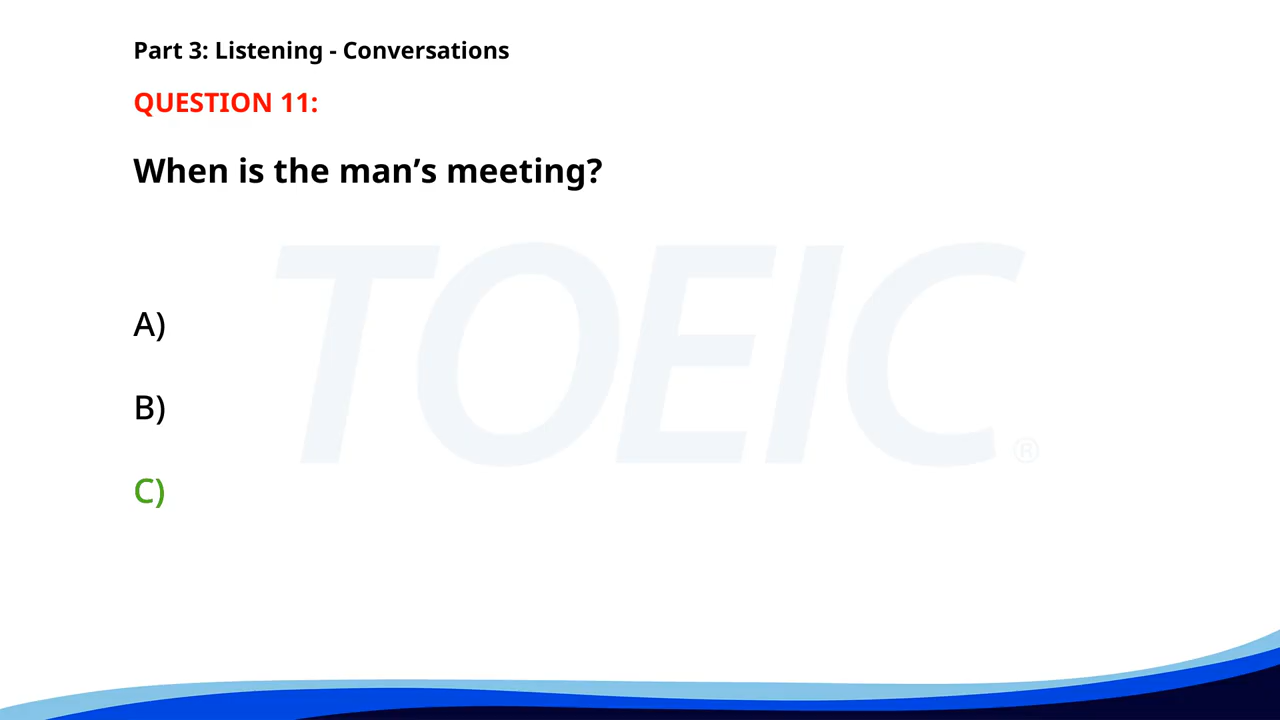 Part 3: Listening - Conversations
QUESTION 11:
When is the man’s meeting?
TOEIC®
A)
B)
C)